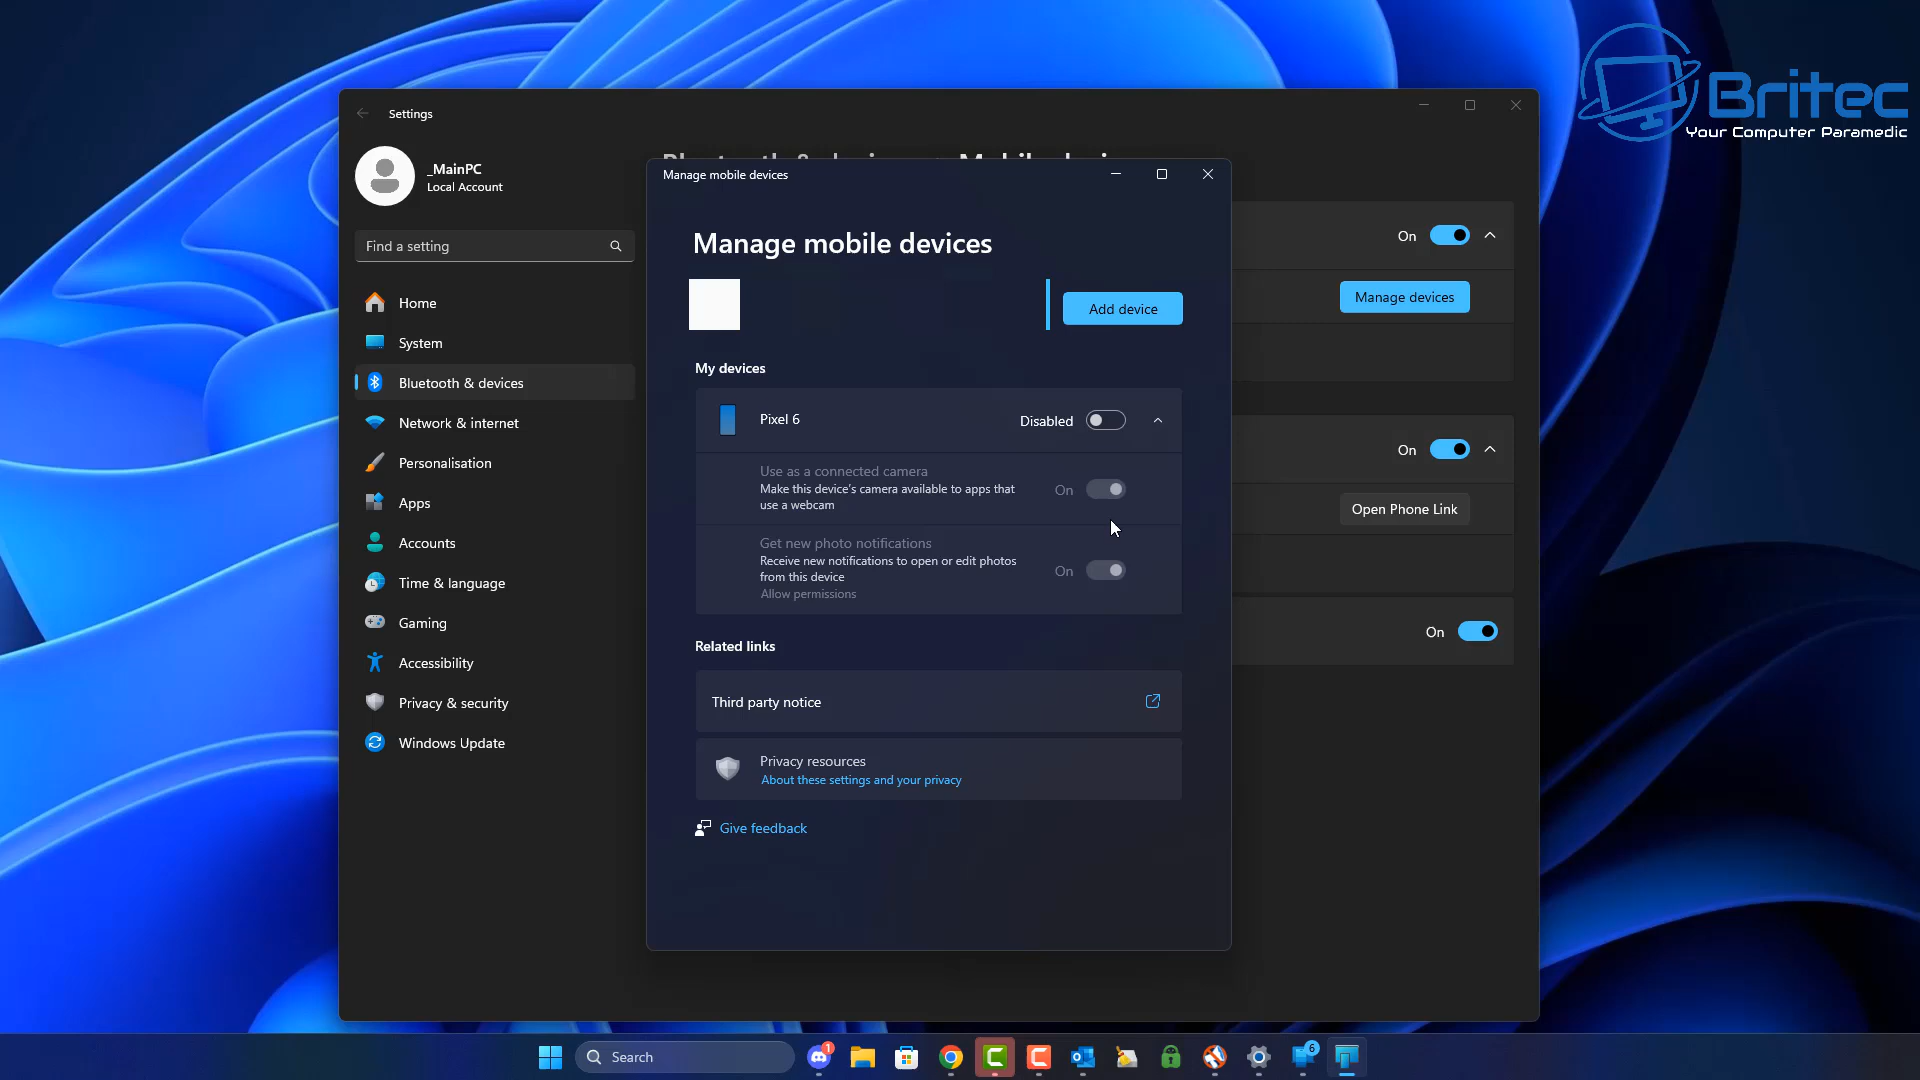 Britec
Your Computer Paramedic
Settings
_MainPC
Local Account
Find a setting
Home
System
Bluetooth & devices
Network & internet
Personalisation
Apps
Accounts
Time & language
Gaming
Accessibility
Privacy & security
Windows Update
Manage mobile devices
Manage mobile devices
Add device
My devices
Pixel 6
Disabled
Use as a connected camera
Make this device's camera available to apps that
use a webcam
On
Get new photo notifications
Receive new notifications to open or edit photos
from this device
Allow permissions
On
Related links
Third party notice
Privacy resources
About these settings and your privacy
Give feedback
On
Manage devices
On
Open Phone Link
On
Search
1
6